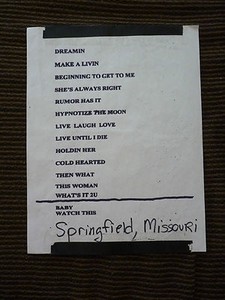 DREAMIN
MAKE A LIVIN
BEGINNING TO GET TO ME
SHE'S ALWAYS RIGHT
RUMOR HAS IT
HYPNOTIZE THE MOON
LIVE LAUGH LOVE
LIVE UNTIL I DIE
HOLDIN HER
COLD HEARTED
THEN WHAT
THIS WOMAN
WHAT'S IT 2U
BABY
WATCH THIS
Springfield, Missouri